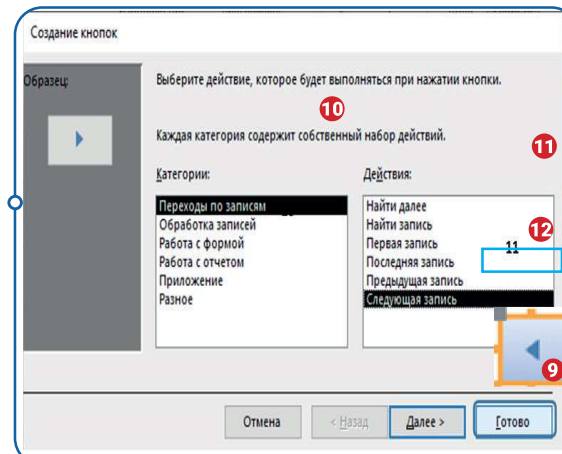 Создание кнопок
Образец:
Выберите действие, которое будет выполняться при нажатии кнопки.
10
Каждая категория содержит собственный набор действий.
11
Категории:
Действия:
Переходы по записям
Обработка записей
Работа с формой
Работа с отчетом
Приложение
Разное
Найти далее
Найти запись
Первая запись
Последняя запись
Предыдущая запись
Следующая запись
12
11
9
Отмена
< Назад
Далее >
Готово